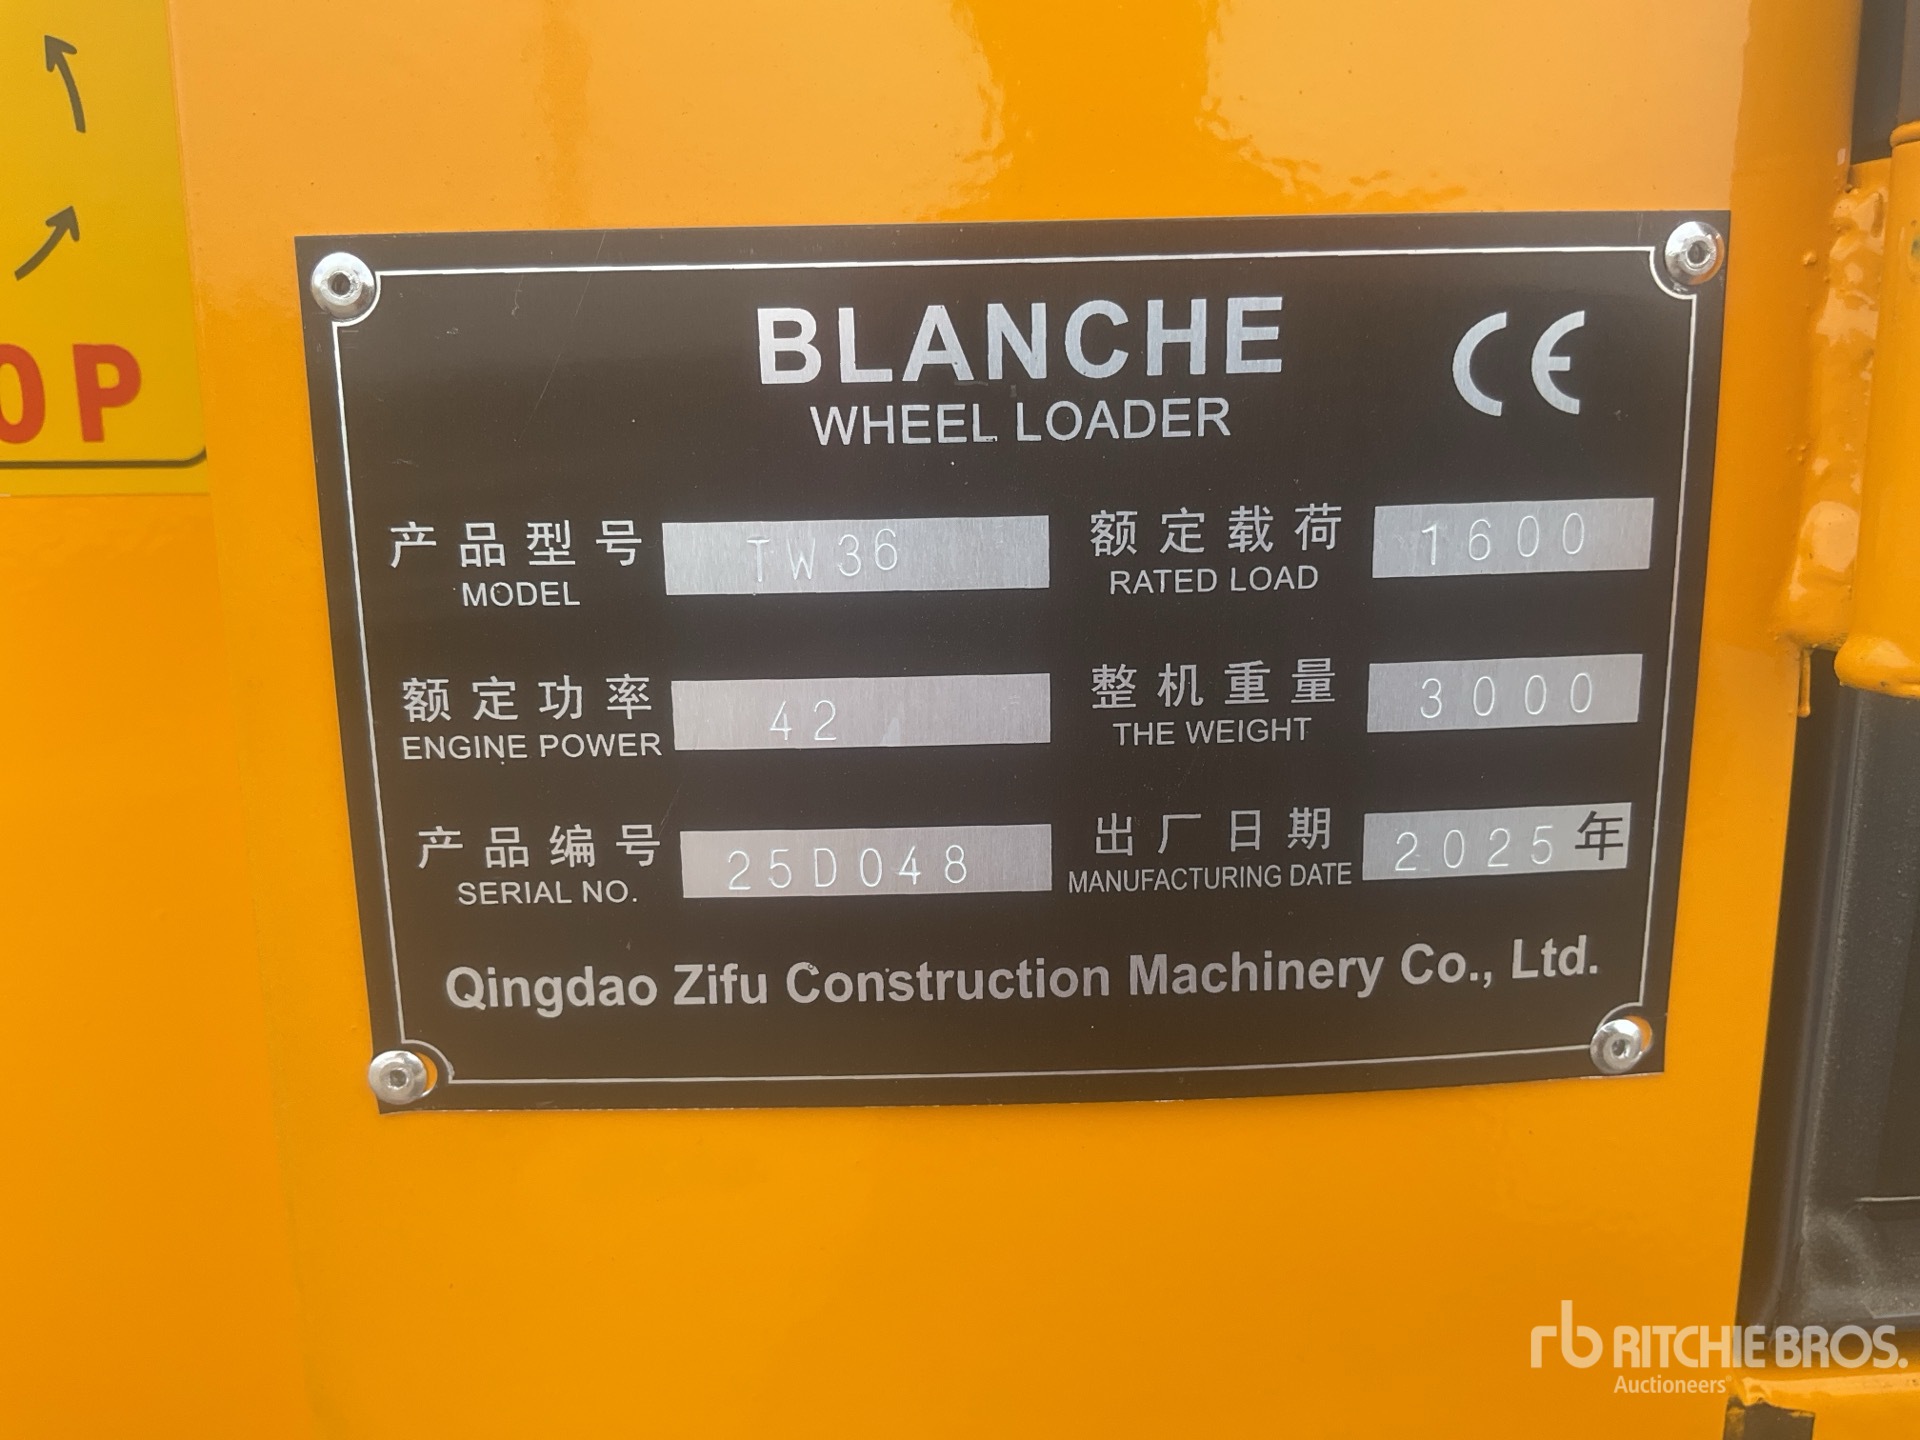 OP
BLANCHE
CE
WHEEL LOADER
产品型号 TW36 额定载荷 1600
MODEL RATED LOAD
额定功率 42 整机重量 3000
ENGINE POWER THE WEIGHT
产品编号 25D048 出厂日期 2025年
SERIAL NO. MANUFACTURING DATE
Qingdao Zifu Construction Machinery Co., Ltd.
rb RITCHIE BROS.
Auctioneers